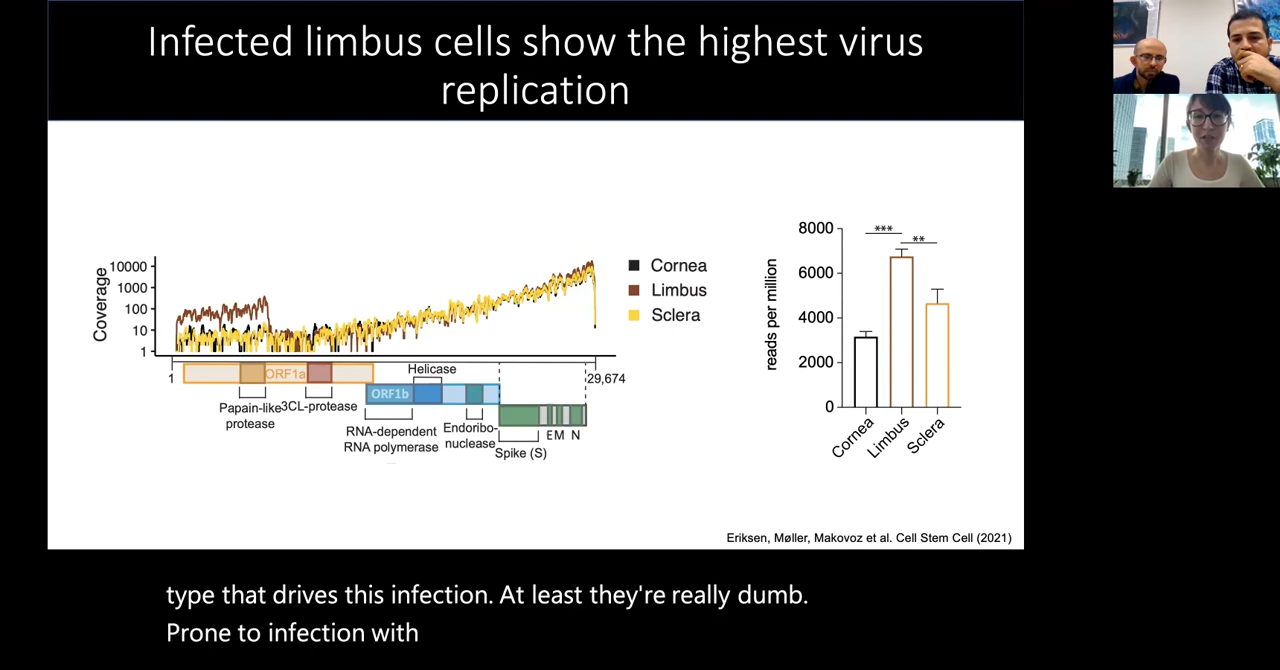 Infected limbus cells show the highest virus
replication
Coverage
10000
1000
100
10
1
Cornea
Limbus
Sclera
1
29,674
ORF1a
Papain-like
protease
3CL-protease
Helicase
ORF1b
RNA-dependent
RNA polymerase
Endoribo-
nuclease
Spike (S)
E M N
reads per million
8000
6000
4000
2000
0
***
**
Cornea
Limbus
Sclera
Eriksen, Møller, Makovoz et al. Cell Stem Cell (2021)
type that drives this infection. At least they're really dumb.
Prone to infection with